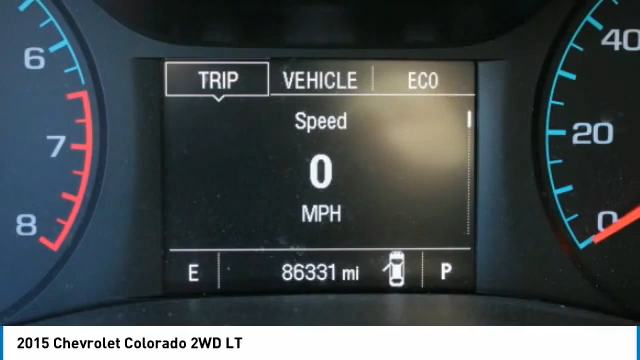 6
7
8
TRIP VEHICLE ECO
Speed
0
MPH
E 86331 mi P
40
20
0
2015 Chevrolet Colorado 2WD LT